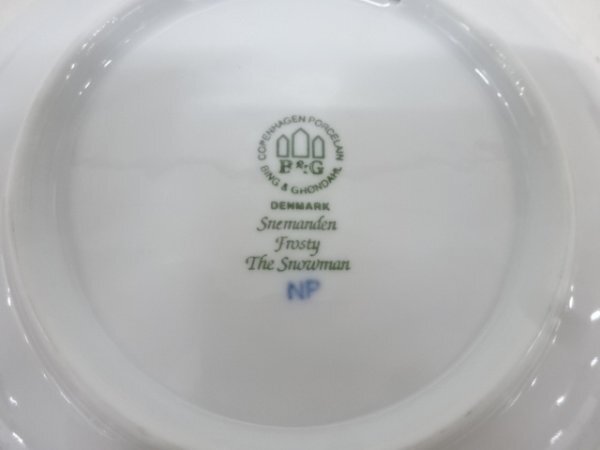 COPENHAGEN PORCELAIN
B&G
BING & GRØNDAHL
DENMARK
Snemanden
Frosty
The Snowman
NP